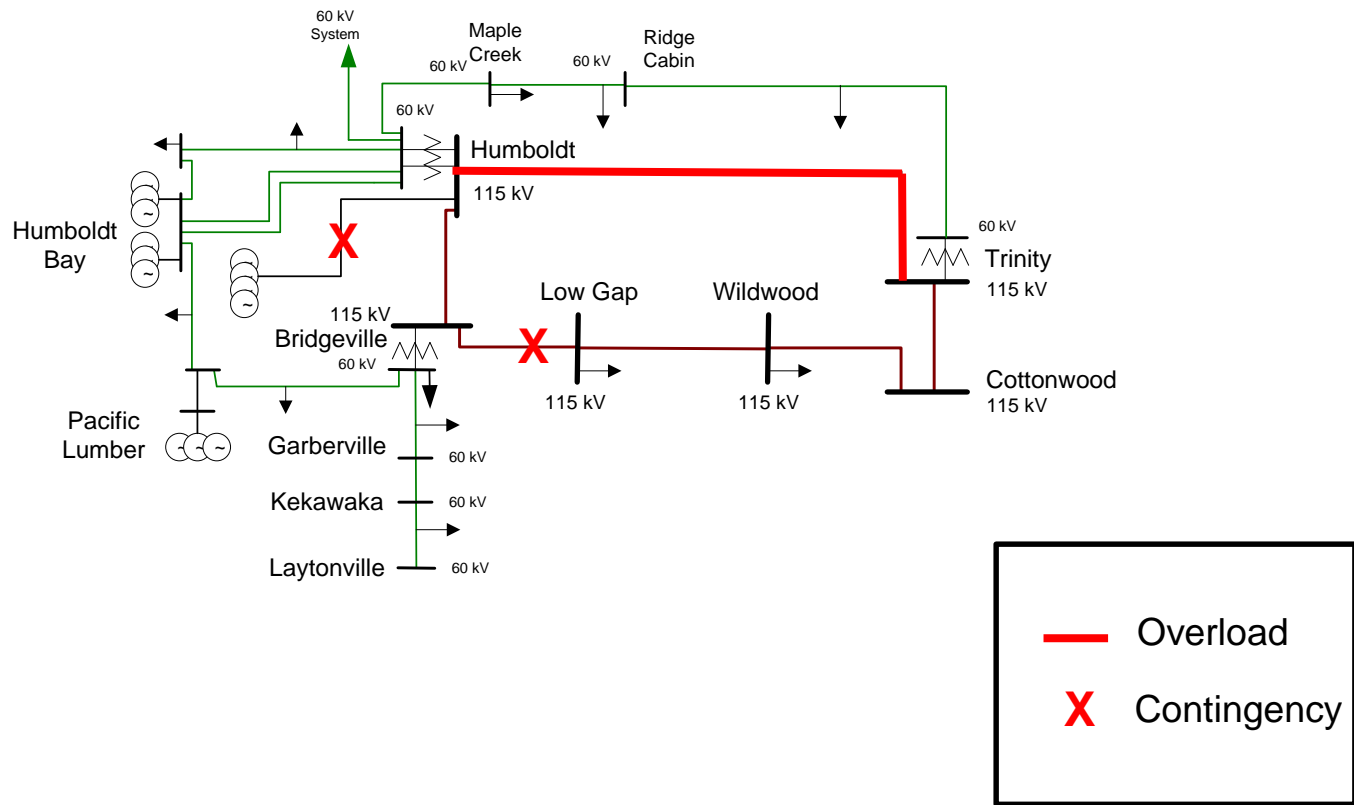 60 kV
System
Maple
Creek
Ridge
Cabin
60 kV
60 kV
60 kV
Humboldt
115 kV
60 kV
Trinity
115 kV
Humboldt
Bay
~
~
~
~
Low Gap
Wildwood
115 kV
Bridgeville
60 kV
X
X
115 kV
115 kV
Cottonwood
115 kV
Pacific
Lumber
~
~
~
Garberville
60 kV
Kekawaka
60 kV
Laytonville
60 kV
Overload
X
Contingency